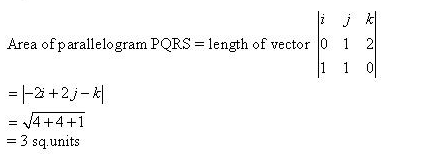 |i j k|
Area of parallelogram PQRS = length of vector |0 1 2|
|1 1 0|
= |−2i + 2j − k|
= √4+4+1
= 3 sq.units